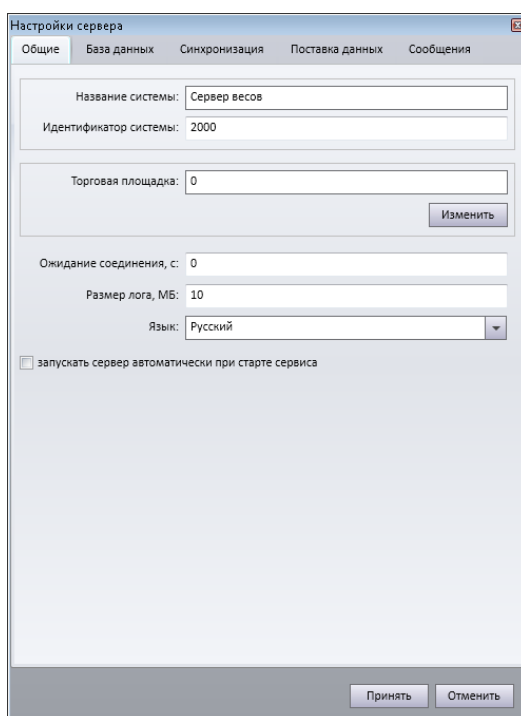 Настройки сервера
Общие База данных Синхронизация Поставка данных Сообщения
Название системы: Сервер весов
Идентификатор системы: 2000
Торговая площадка: 0
Изменить
Ожидание соединения, с: 0
Размер лога, МБ: 10
Язык: Русский
запускать сервер автоматически при старте сервиса
Принять Отменить